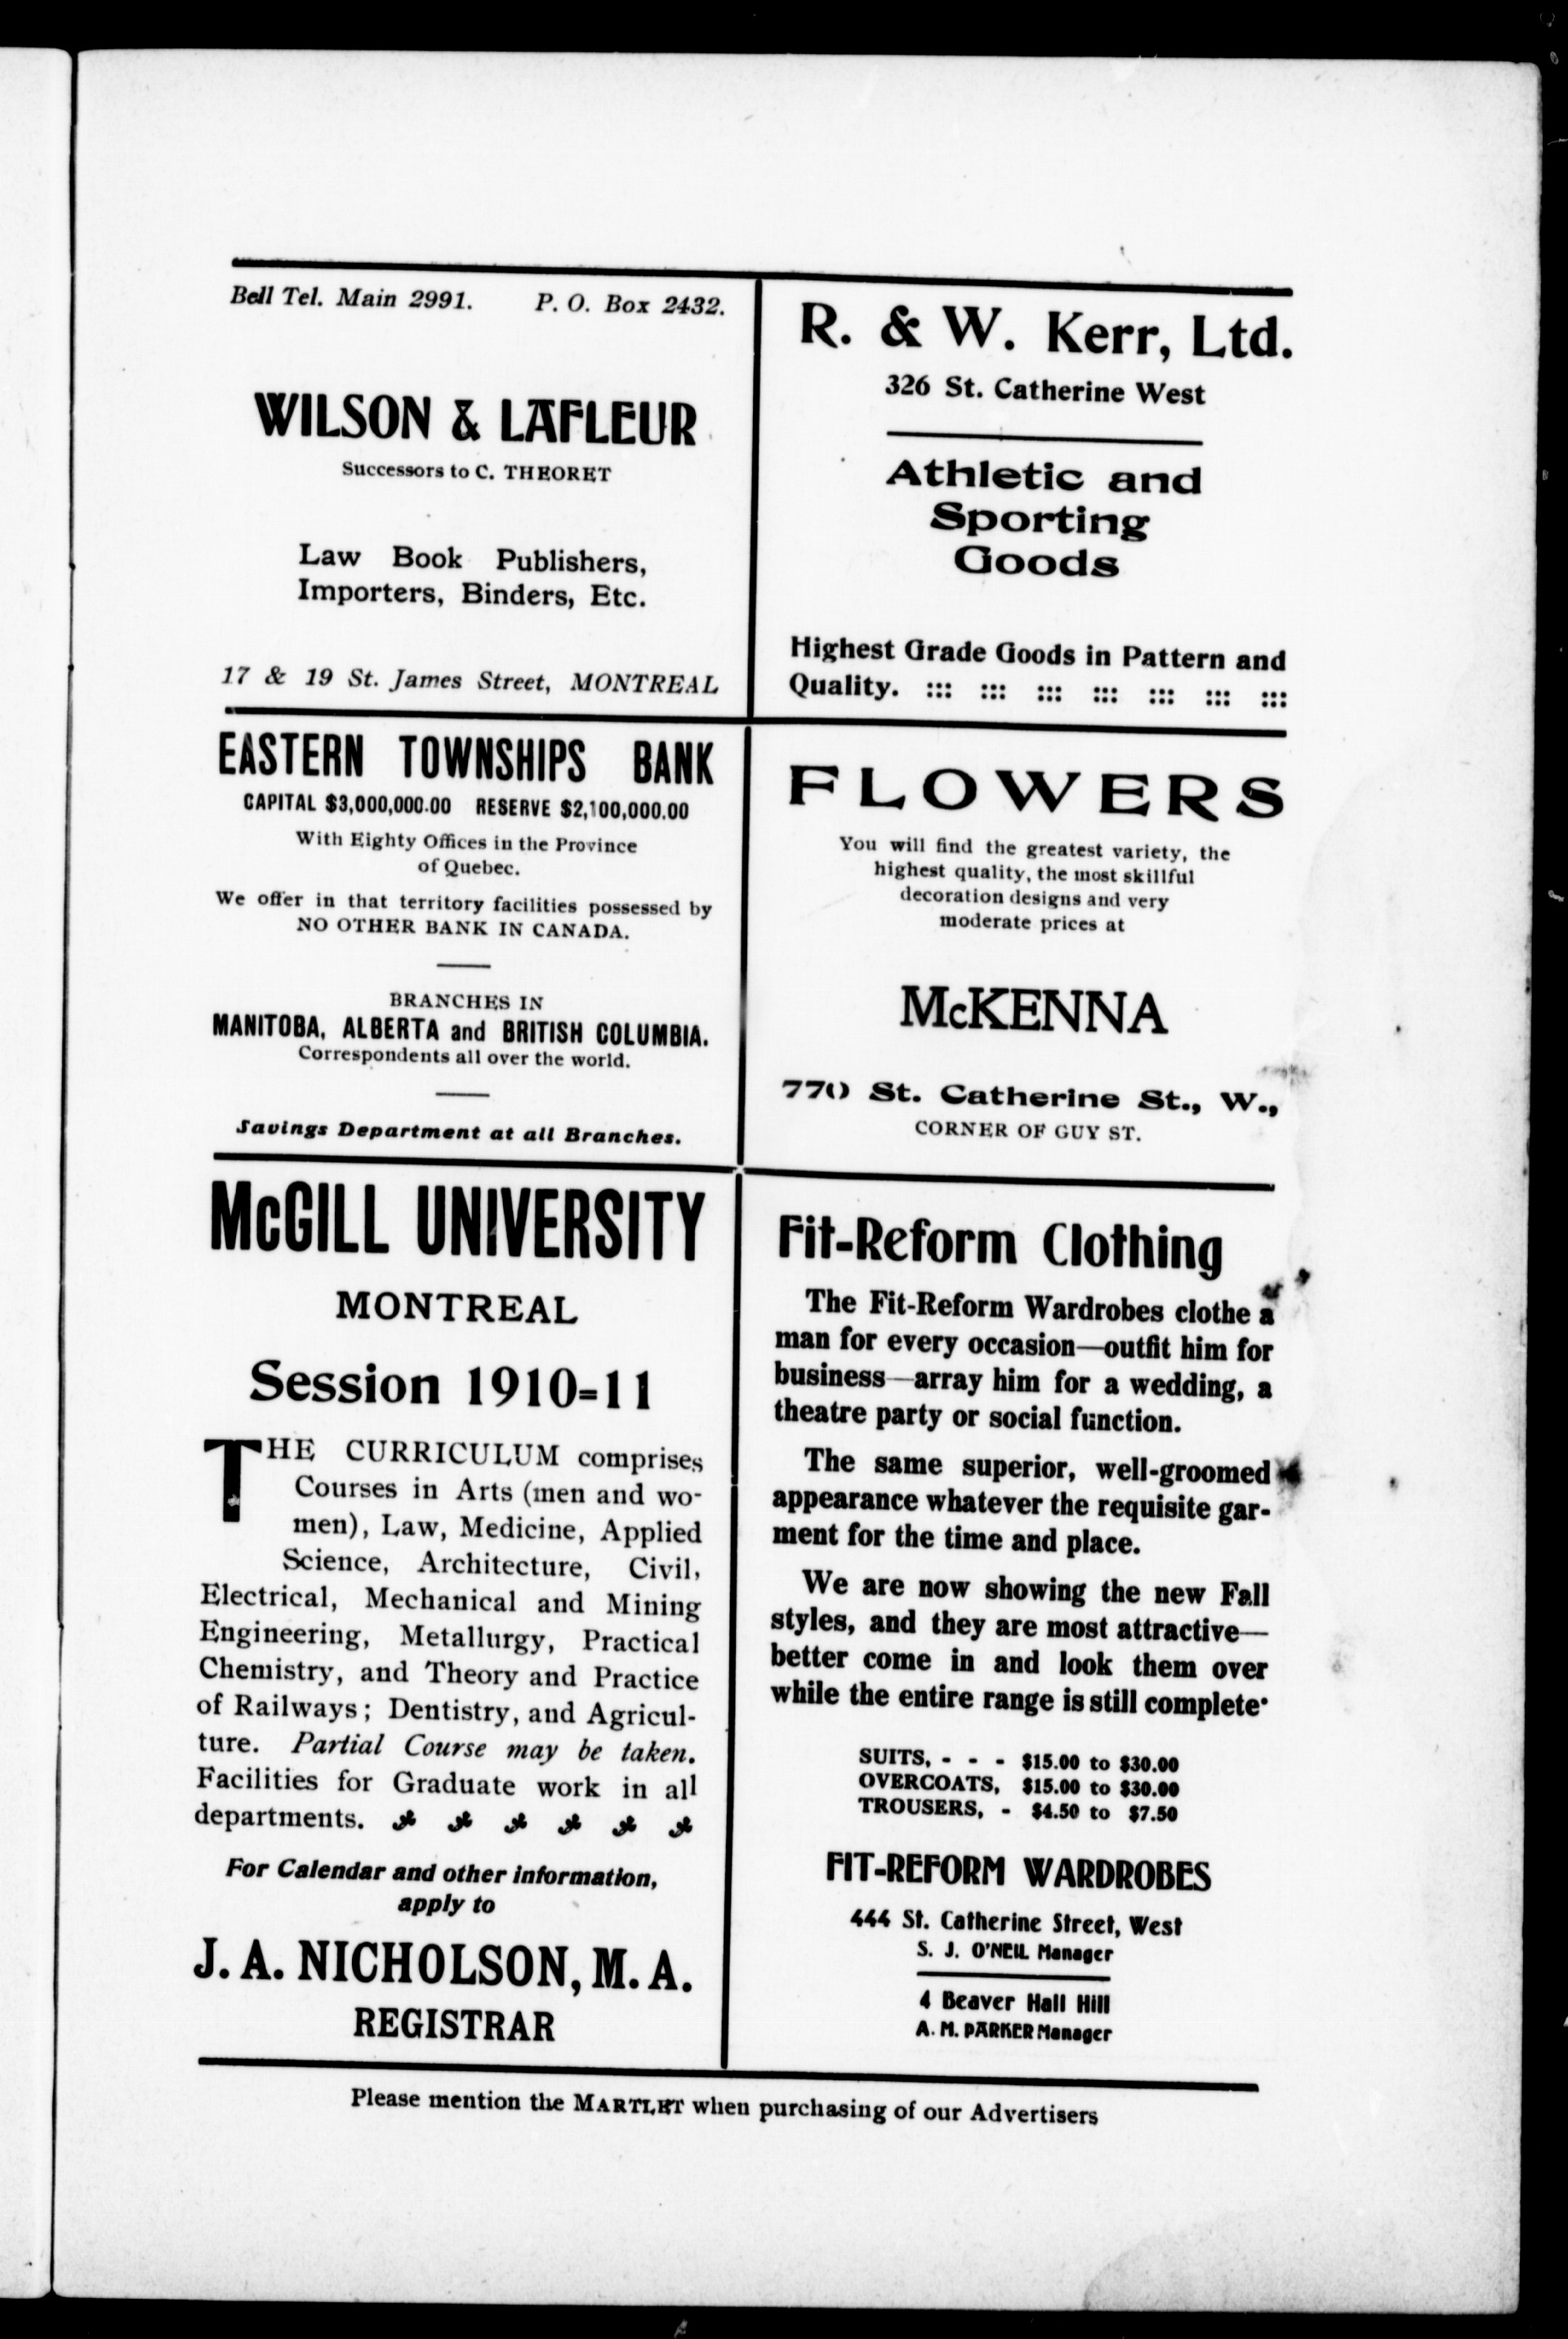 Bell Tel. Main 2991. P. O. Box 2432.
WILSON & LAFLEUR
Successors to C. THEORET
Law Book Publishers,
Importers, Binders, Etc.
17 & 19 St. James Street, MONTREAL
R. & W. Kerr, Ltd.
326 St. Catherine West
Athletic and
Sporting
Goods
Highest Grade Goods in Pattern and
Quality. ::: ::: ::: ::: ::: ::: :::
EASTERN TOWNSHIPS BANK
CAPITAL $3,000,000.00 RESERVE $2,100,000.00
With Eighty Offices in the Province
of Quebec.
We offer in that territory facilities possessed by
NO OTHER BANK IN CANADA.
BRANCHES IN
MANITOBA, ALBERTA and BRITISH COLUMBIA.
Correspondents all over the world.
Savings Department at all Branches.
FLOWERS
You will find the greatest variety, the
highest quality, the most skillful
decoration designs and very
moderate prices at
McKENNA
770 St. Catherine St., W.,
CORNER OF GUY ST.
McGILL UNIVERSITY
MONTREAL
Session 1910-11
THE CURRICULUM comprises
Courses in Arts (men and wo-
men), Law, Medicine, Applied
Science, Architecture, Civil,
Electrical, Mechanical and Mining
Engineering, Metallurgy, Practical
Chemistry, and Theory and Practice
of Railways; Dentistry, and Agricul-
ture. Partial Course may be taken.
Facilities for Graduate work in all
departments.
For Calendar and other information,
apply to
J. A. NICHOLSON, M. A.
REGISTRAR
Fit-Reform Clothing
The Fit-Reform Wardrobes clothe a
man for every occasion—outfit him for
business—array him for a wedding, a
theatre party or social function.
The same superior, well-groomed
appearance whatever the requisite gar-
ment for the time and place.
We are now showing the new Fall
styles, and they are most attractive—
better come in and look them over
while the entire range is still complete·
SUITS, - - - $15.00 to $30.00
OVERCOATS, $15.00 to $30.00
TROUSERS, - $4.50 to $7.50
FIT-REFORM WARDROBES
444 St. Catherine Street, West
S. J. O'NEIL Manager
4 Beaver Hall Hill
A. M. PARKER Manager
Please mention the MARTLET when purchasing of our Advertisers